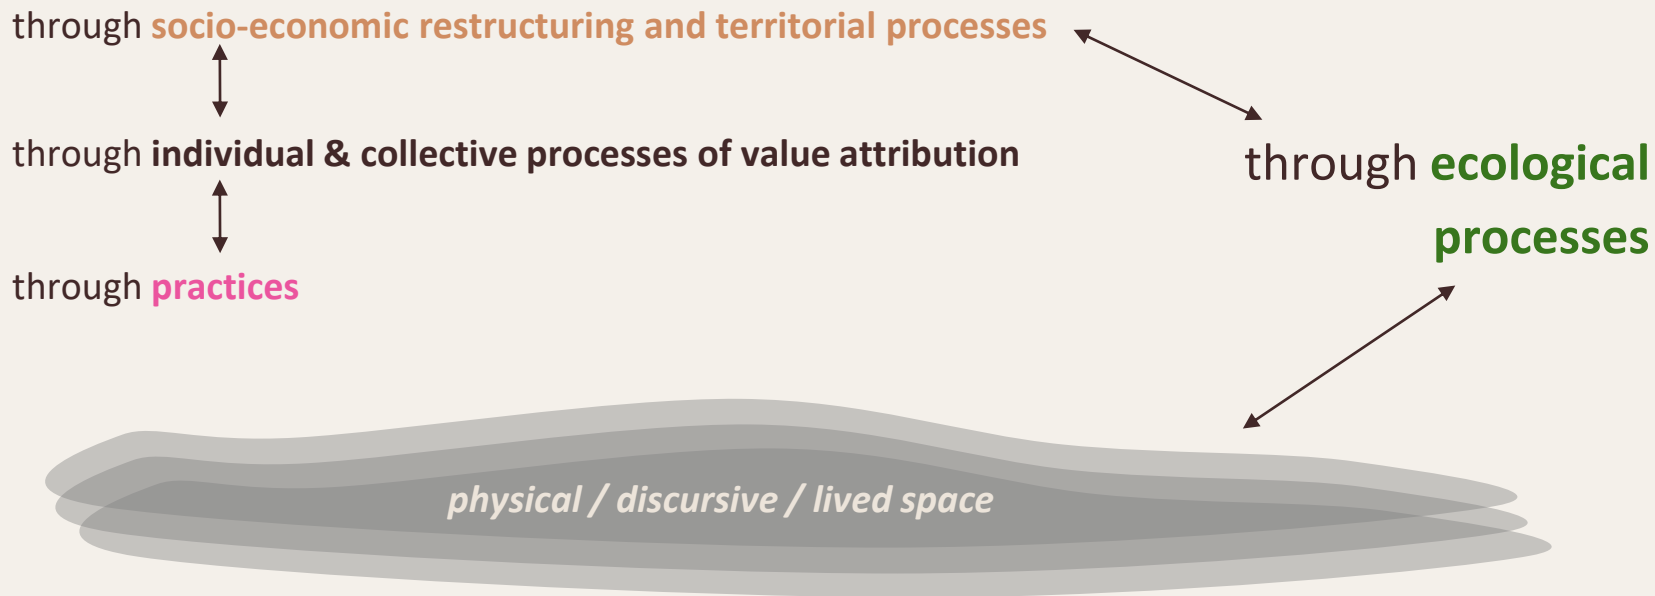 through socio-economic restructuring and territorial processes
through individual & collective processes of value attribution
through ecological
processes
through practices
physical / discursive / lived space